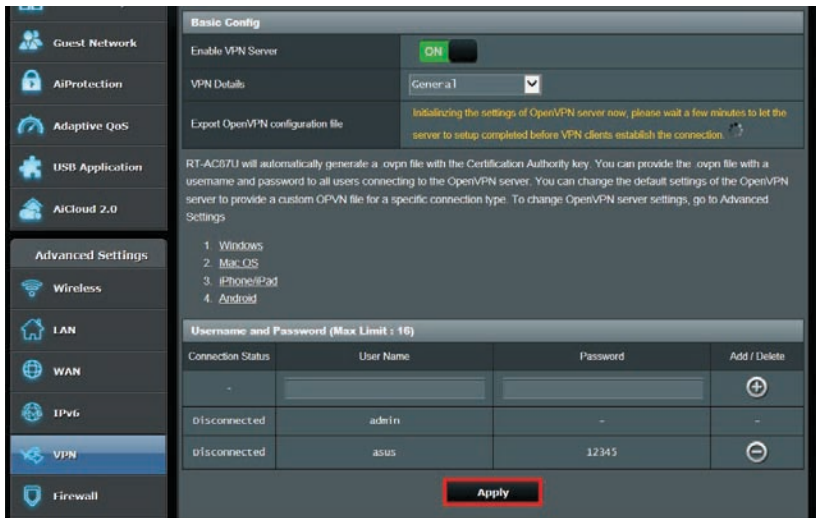 Guest Network
AiProtection
Adaptive QoS
USB Application
AiCloud 2.0
Advanced Settings
Wireless
LAN
WAN
IPv6
VPN
Firewall
Basic Config
Enable VPN Server
ON
VPN Details
General
Export OpenVPN configuration file
Initialinzing the settings of OpenVPN server now, please wait a few minutes to let the
server to setup completed before VPN clients establish the connection.
RT-AC87U will automatically generate a .ovpn file with the Certification Authority key. You can provide the .ovpn file with a
username and password to all users connecting to the OpenVPN server. You can change the default settings of the OpenVPN
server to provide a custom OPVN file for a specific connection type. To change OpenVPN server settings, go to Advanced
Settings
1. Windows
2. Mac OS
3. iPhone/iPad
4. Android
Username and Password (Max Limit : 16)
Connection Status User Name Password Add / Delete
-
Disconnected admin - -
Disconnected asus 12345
Apply